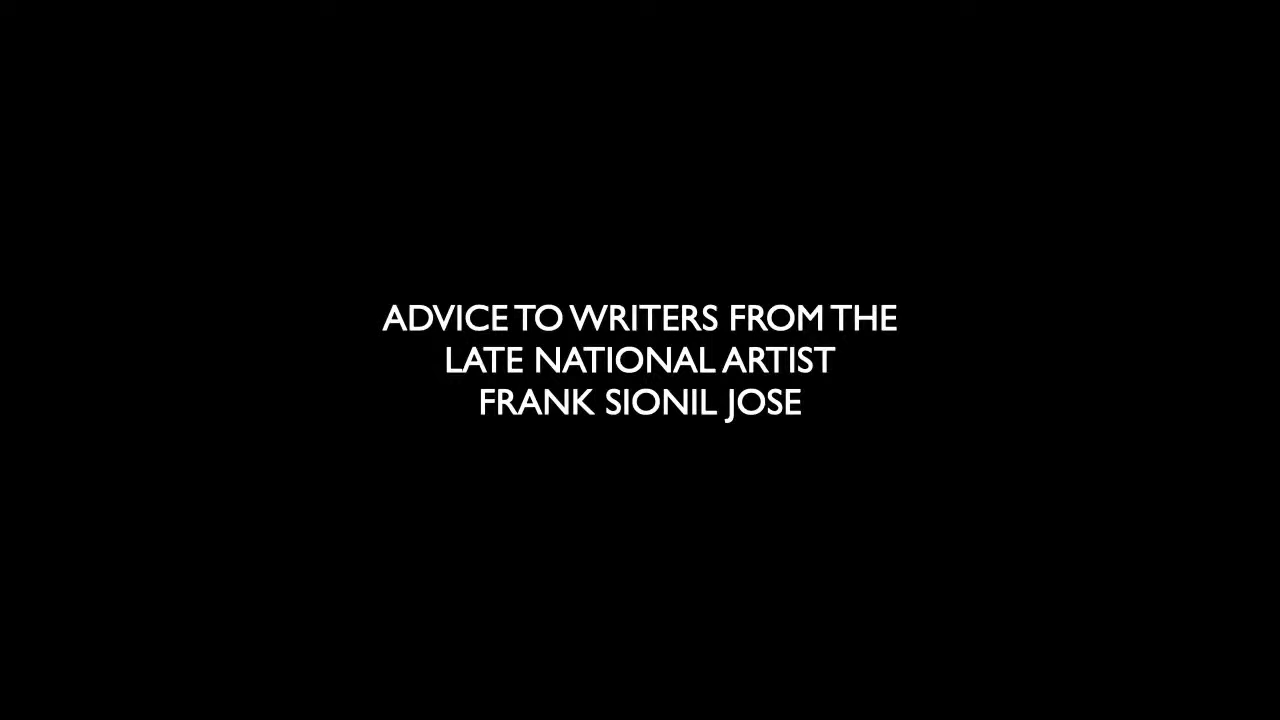 ADVICE TO WRITERS FROM THE
LATE NATIONAL ARTIST
FRANK SIONIL JOSE